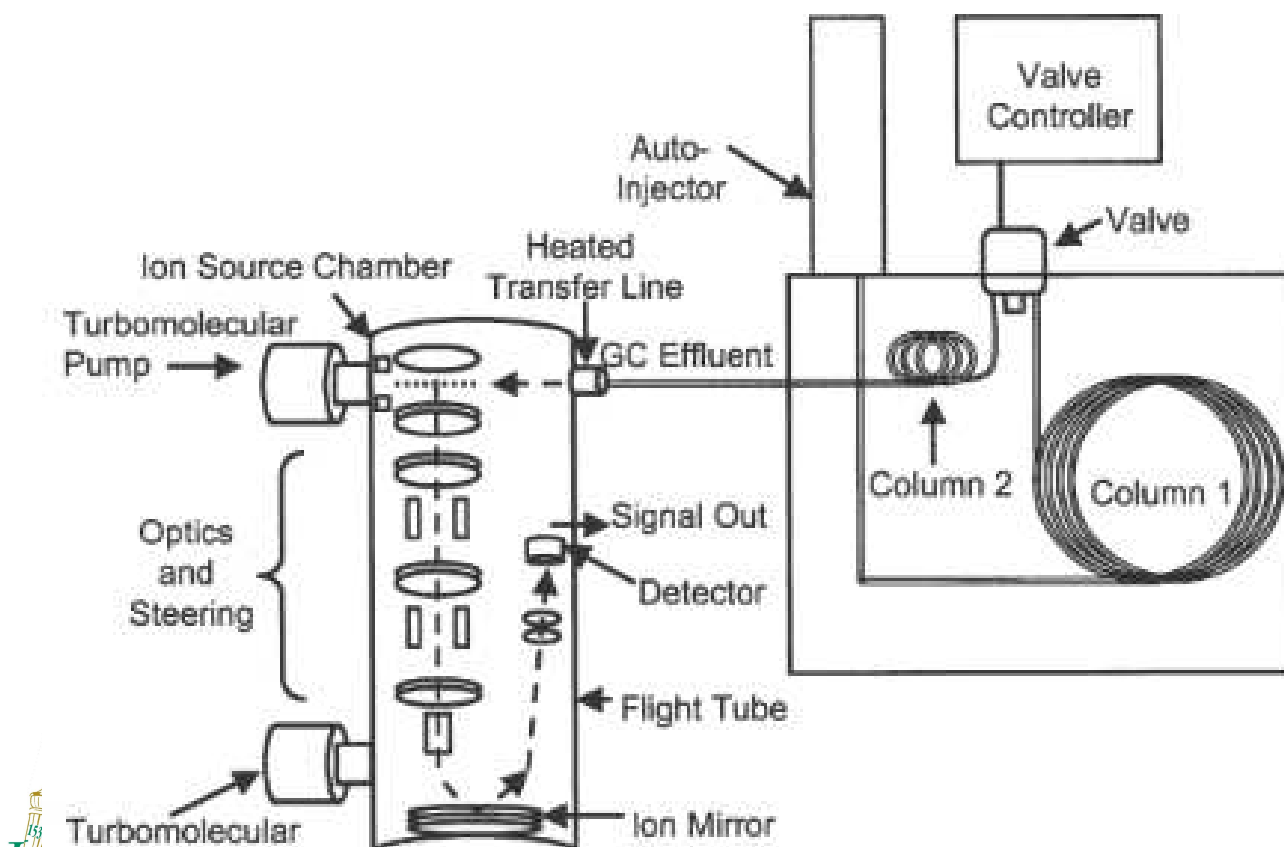 Valve
Controller
Auto-
Injector
Valve
Heated
Transfer Line
Ion Source Chamber
Turbomolecular
Pump
GC Effluent
Column 2
Column 1
Signal Out
Optics
and
Steering
Detector
Flight Tube
Turbomolecular
Ion Mirror
153